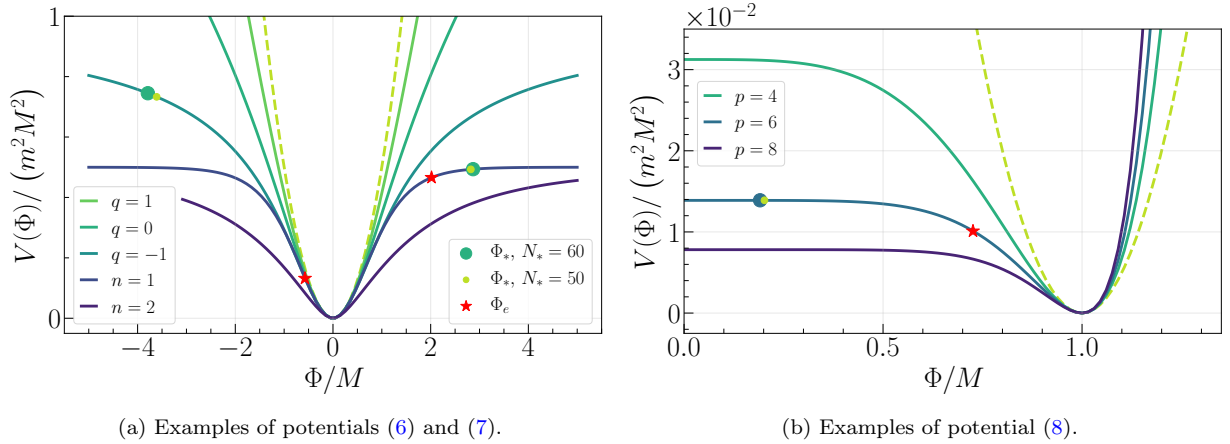 1
0
−4
−2
0
2
4
Φ/M
V(Φ)/(m²M²)
q = 1
q = 0
q = −1
n = 1
n = 2
Φ*, N* = 60
Φ*, N* = 50
Φₑ
(a) Examples of potentials (6) and (7).
×10⁻²
3
2
1
0
0.0
0.5
1.0
Φ/M
V(Φ)/(m²M²)
p = 4
p = 6
p = 8
(b) Examples of potential (8).